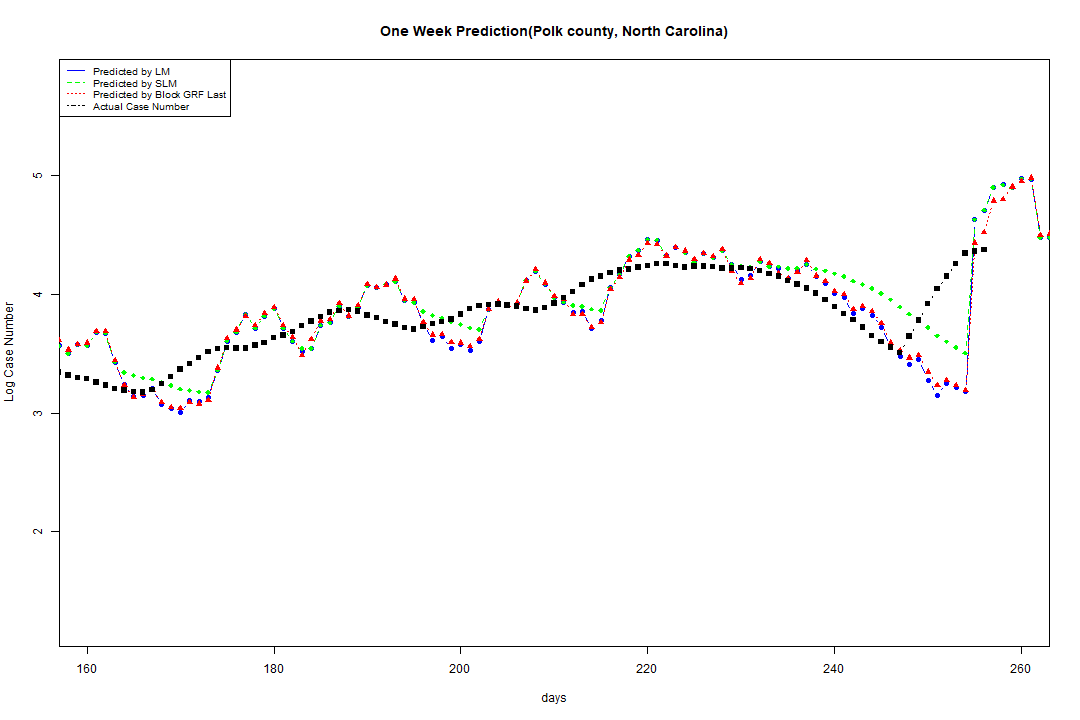 One Week Prediction(Polk county, North Carolina)
Predicted by LM
Predicted by SLM
Predicted by Block GRF Last
Actual Case Number
5
4
3
2
Log Case Number
160 180 200 220 240 260
days